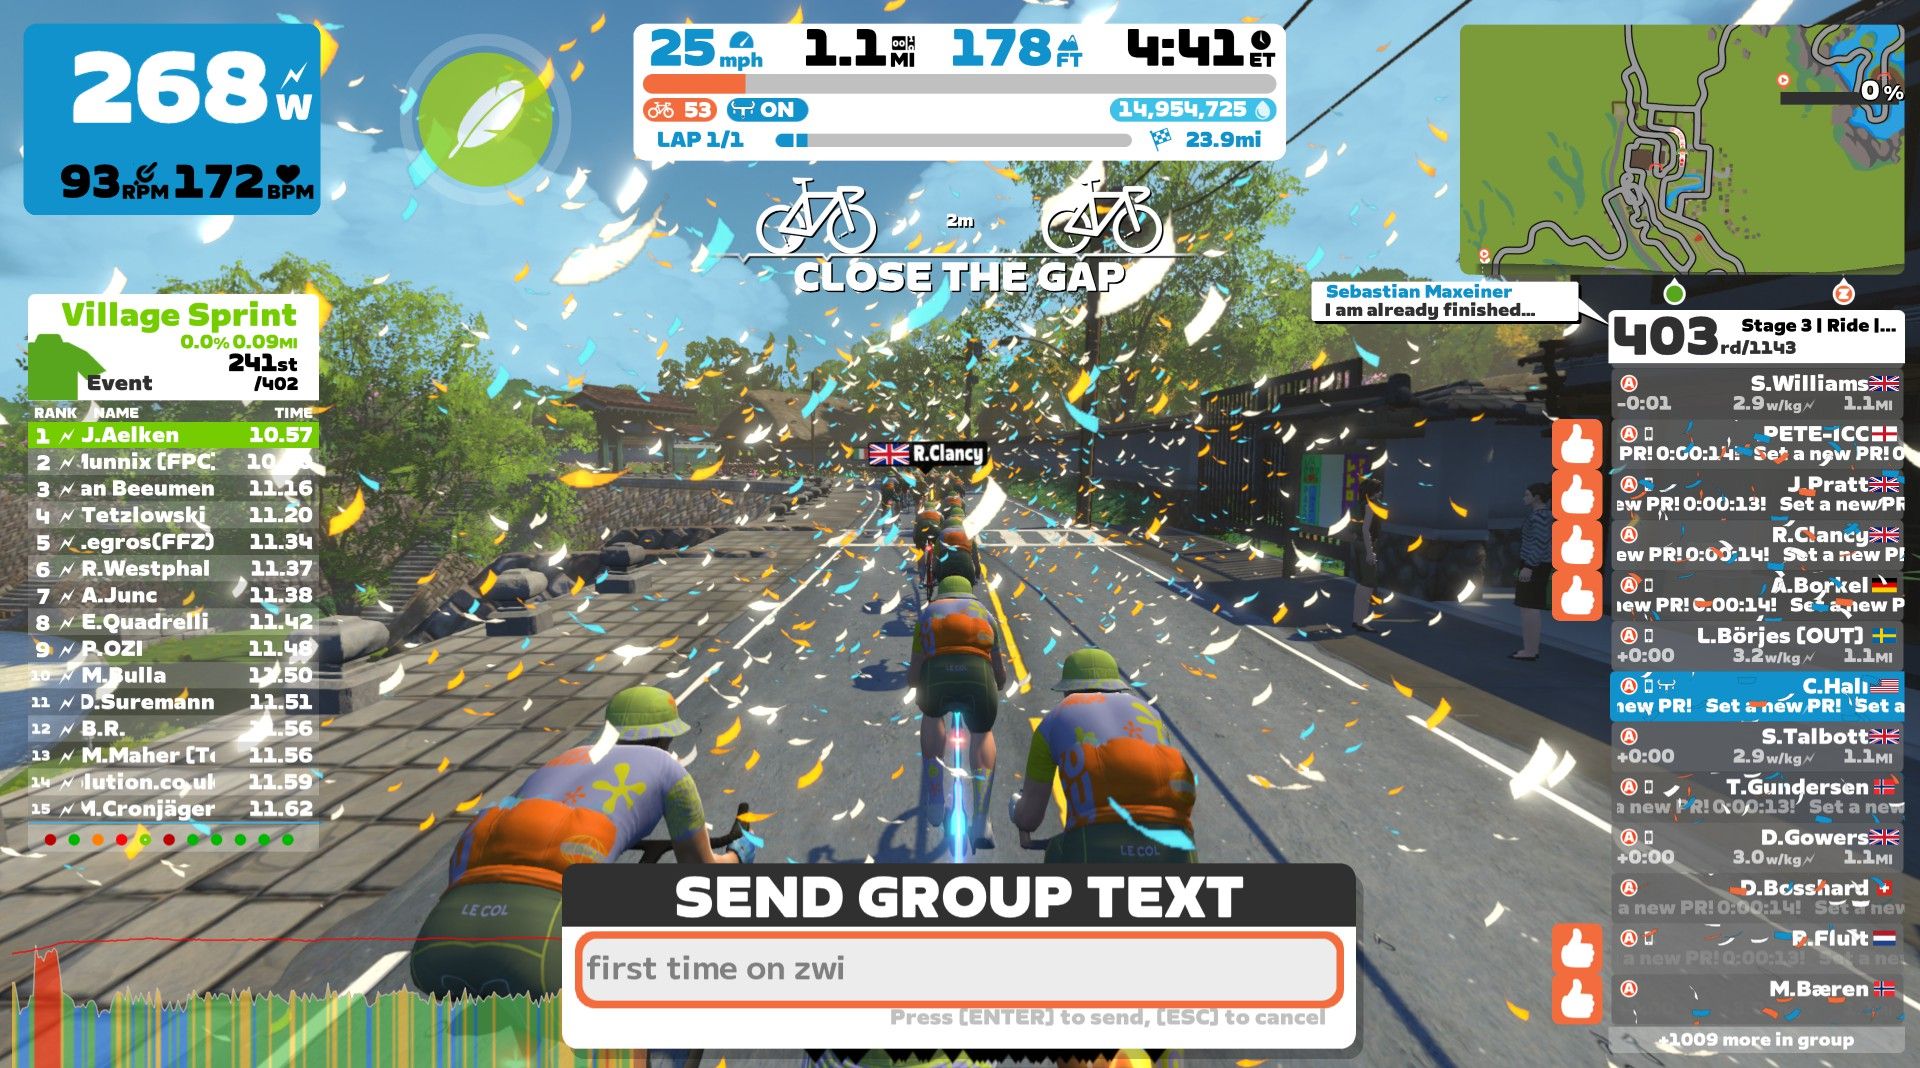 268 W
93 RPM 172 BPM
25 mph 1.1 MI 178 FT 4:41 ET
53 ON 14,954,725
LAP 1/1 23.9mi
2m
CLOSE THE GAP
0%
Village Sprint
0.0% 0.09MI
241st
Event /402
RANK NAME TIME
1 J.Aelken 10.57
2 [FPC]
3 an Beeumen 11.16
4 Tetzlowski 11.20
5 .egros(FFZ) 11.34
6 R.Westphal 11.37
7 A.Junc 11.38
8 E.Quadrelli 11.42
9 P.OZI 11.48
10 M.Bulla 11.50
11 D.Suremann 11.51
12 B.R. 11.56
13 M.Maher [T 11.56
14 lution.co.uk 11.59
15 M.Cronjäger 11.62
R.Clancy
Sebastian Maxeiner
I am already finished...
403rd/1143 Stage 3 | Ride |...
S.Williams
-0:01 2.9w/kg 1.1MI
PETE-ICC
PR! 0:00:14! Set a new PR! 0
J.Pratt
ew PR! 0:00:13! Set a new PR
R.Clancy
ew PR! 0:00:14! Set a new P
A.Borkel
new PR! 0:00:14! Set a new P
L.Börjes [OUT]
+0:00 3.2w/kg 1.1MI
C.Hall
new PR! Set a new PR! Set a
S.Talbott
+0:00 2.9w/kg 1.1MI
T.Gundersen
a new PR! 0:00:13! Set a new
D.Gowers
+0:00 3.0w/kg 1.1MI
D.Bosshard
a new PR! 0:00:14! Set a new
R.Fluit
a new PR! 0:00:13! Set a ne
M.Bæren
+1009 more in group
LE COL
LE COL
LE COL
SEND GROUP TEXT
first time on zwi
Press [ENTER] to send, [ESC] to cancel